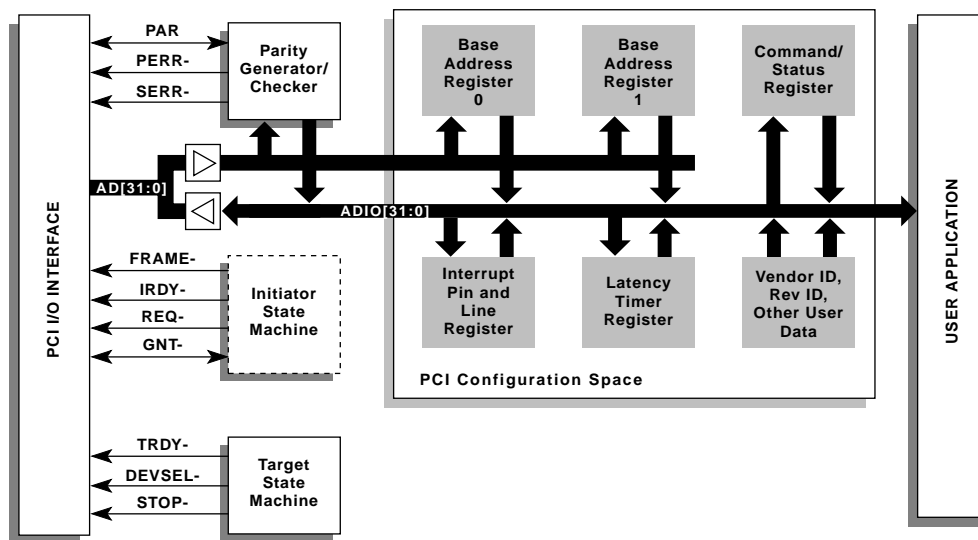 PCI I/O INTERFACE
PAR
PERR-
SERR-
Parity
Generator/
Checker
AD[31:0]
ADIO[31:0]
FRAME-
IRDY-
REQ-
GNT-
Initiator
State
Machine
TRDY-
DEVSEL-
STOP-
Target
State
Machine
Base
Address
Register
0
Base
Address
Register
1
Command/
Status
Register
Interrupt
Pin and
Line
Register
Latency
Timer
Register
Vendor ID,
Rev ID,
Other User
Data
PCI Configuration Space
USER APPLICATION